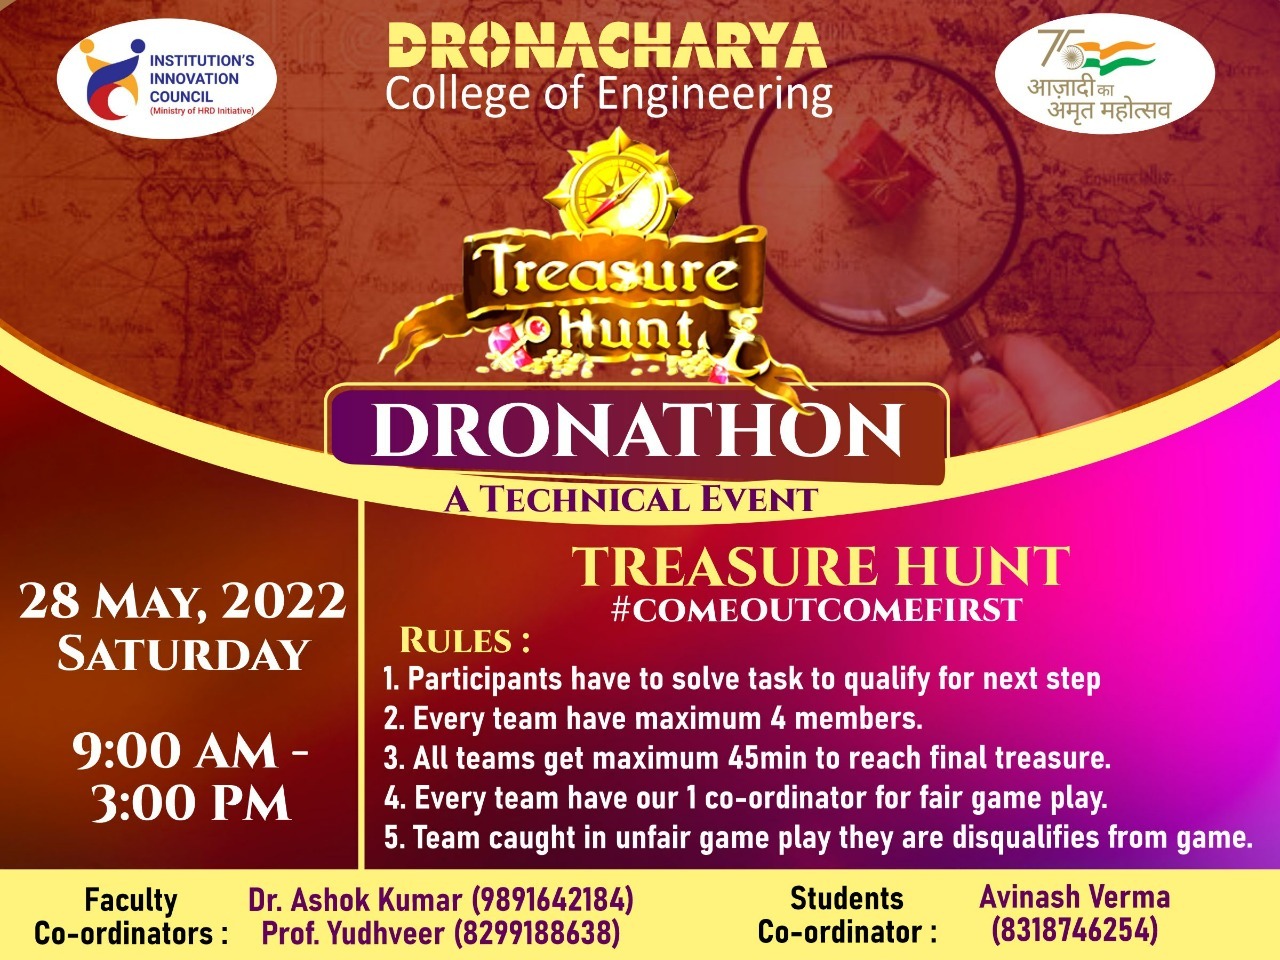 INSTITUTION'S
INNOVATION
COUNCIL
(Ministry of HRD Initiative)
DRONACHARYA
College of Engineering
75
आज़ादी का
अमृत महोत्सव
Treasure
Hunt
DRONATHON
A TECHNICAL EVENT
28 MAY, 2022
SATURDAY
9:00 AM -
3:00 PM
TREASURE HUNT
#COMEOUTCOMEFIRST
RULES :
1. Participants have to solve task to qualify for next step
2. Every team have maximum 4 members.
3. All teams get maximum 45min to reach final treasure.
4. Every team have our 1 co-ordinator for fair game play.
5. Team caught in unfair game play they are disqualifies from game.
Faculty
Co-ordinators :
Dr. Ashok Kumar (9891642184)
Prof. Yudhveer (8299188638)
Students
Co-ordinator :
Avinash Verma
(8318746254)